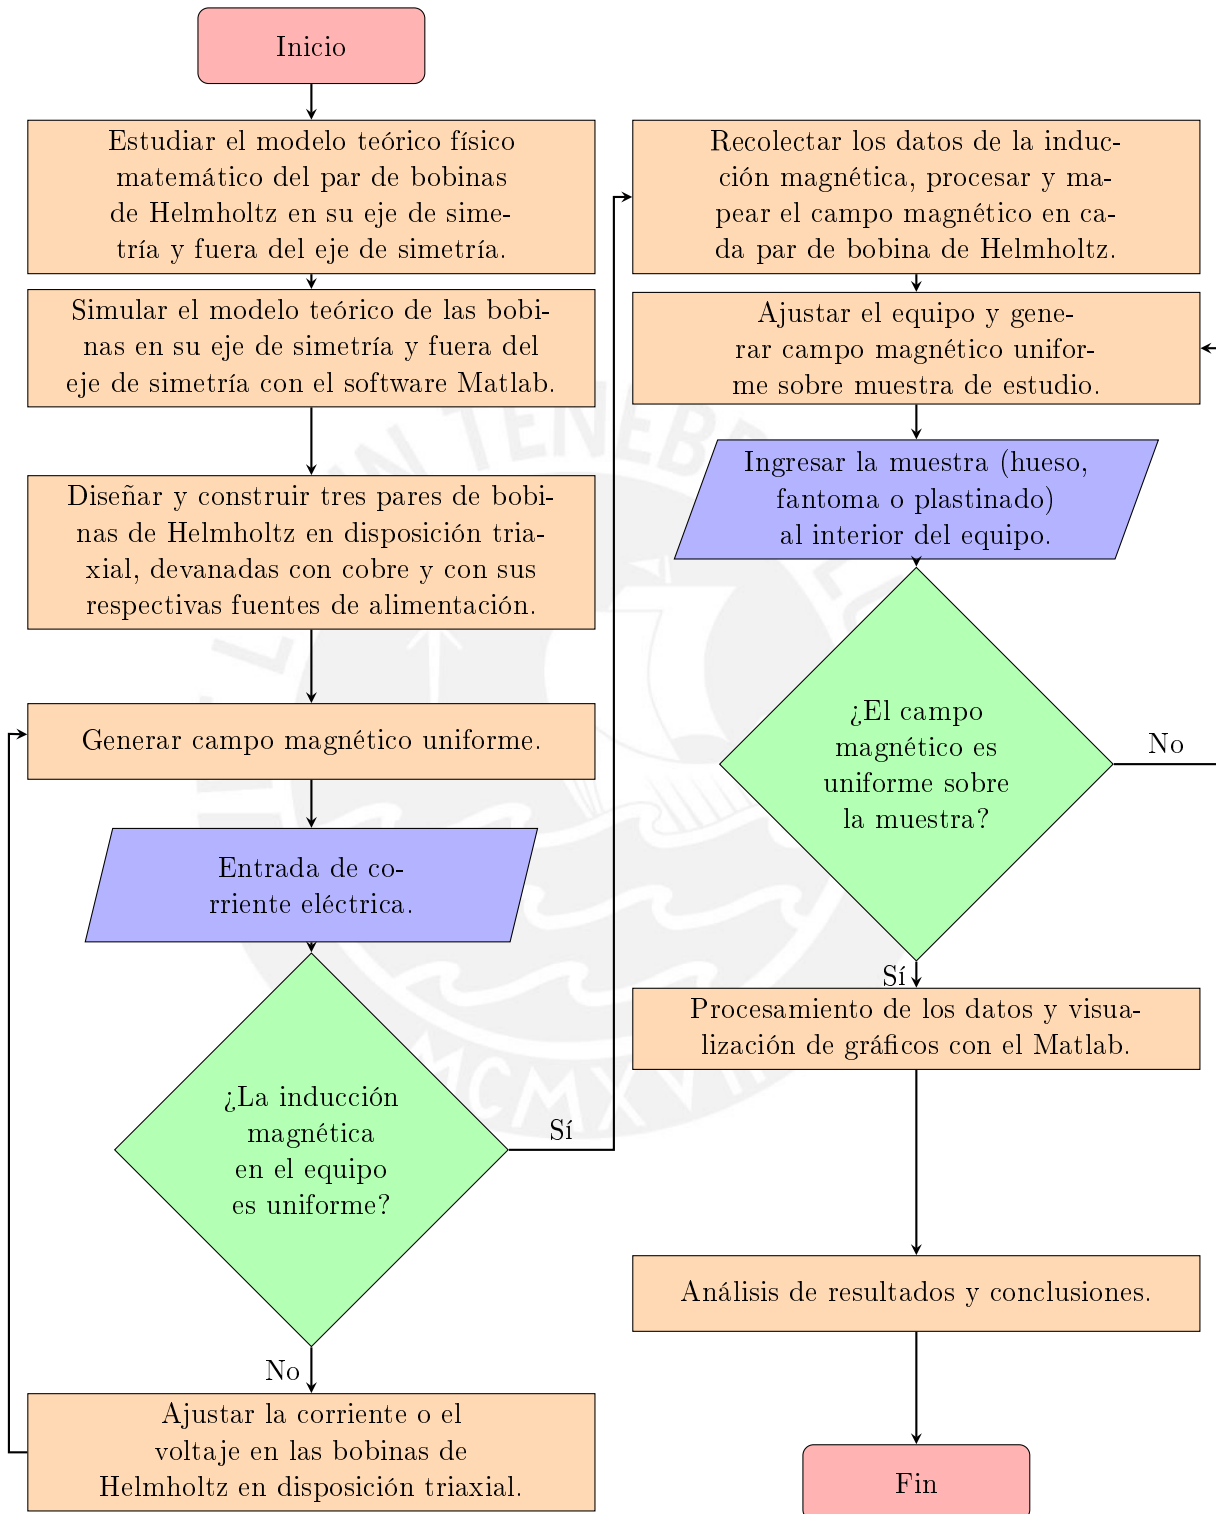 Inicio
Estudiar el modelo teórico físico
matemático del par de bobinas
de Helmholtz en su eje de sime-
tría y fuera del eje de simetría.
Simular el modelo teórico de las bobi-
nas en su eje de simetría y fuera del
eje de simetría con el software Matlab.
Diseñar y construir tres pares de bobi-
nas de Helmholtz en disposición tria-
xial, devanadas con cobre y con sus
respectivas fuentes de alimentación.
Generar campo magnético uniforme.
Entrada de co-
rriente eléctrica.
¿La inducción
magnética
en el equipo
es uniforme?
Sí
No
Ajustar la corriente o el
voltaje en las bobinas de
Helmholtz en disposición triaxial.
Recolectar los datos de la induc-
ción magnética, procesar y ma-
pear el campo magnético en ca-
da par de bobina de Helmholtz.
Ajustar el equipo y gene-
rar campo magnético unifor-
me sobre muestra de estudio.
Ingresar la muestra (hueso,
fantoma o plastinado)
al interior del equipo.
¿El campo
magnético es
uniforme sobre
la muestra?
No
Sí
Procesamiento de los datos y visua-
lización de gráficos con el Matlab.
Análisis de resultados y conclusiones.
Fin